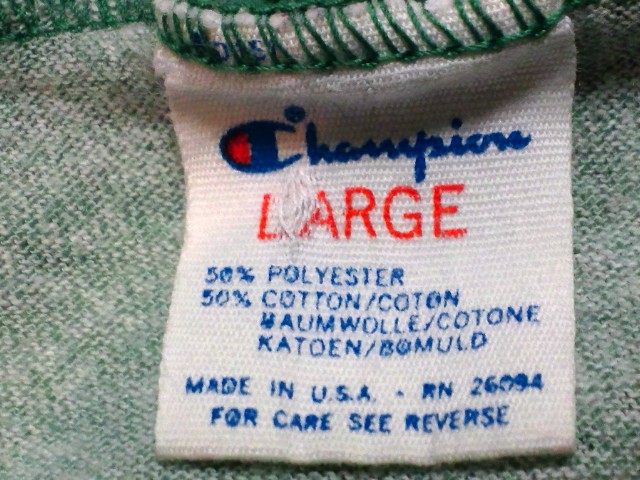 Champion
LARGE
50% POLYESTER
50% COTTON/COTON
BAUMWOLLE/COTONE
KATOEN/BOMULD
MADE IN U.S.A. - RN 26094
FOR CARE SEE REVERSE